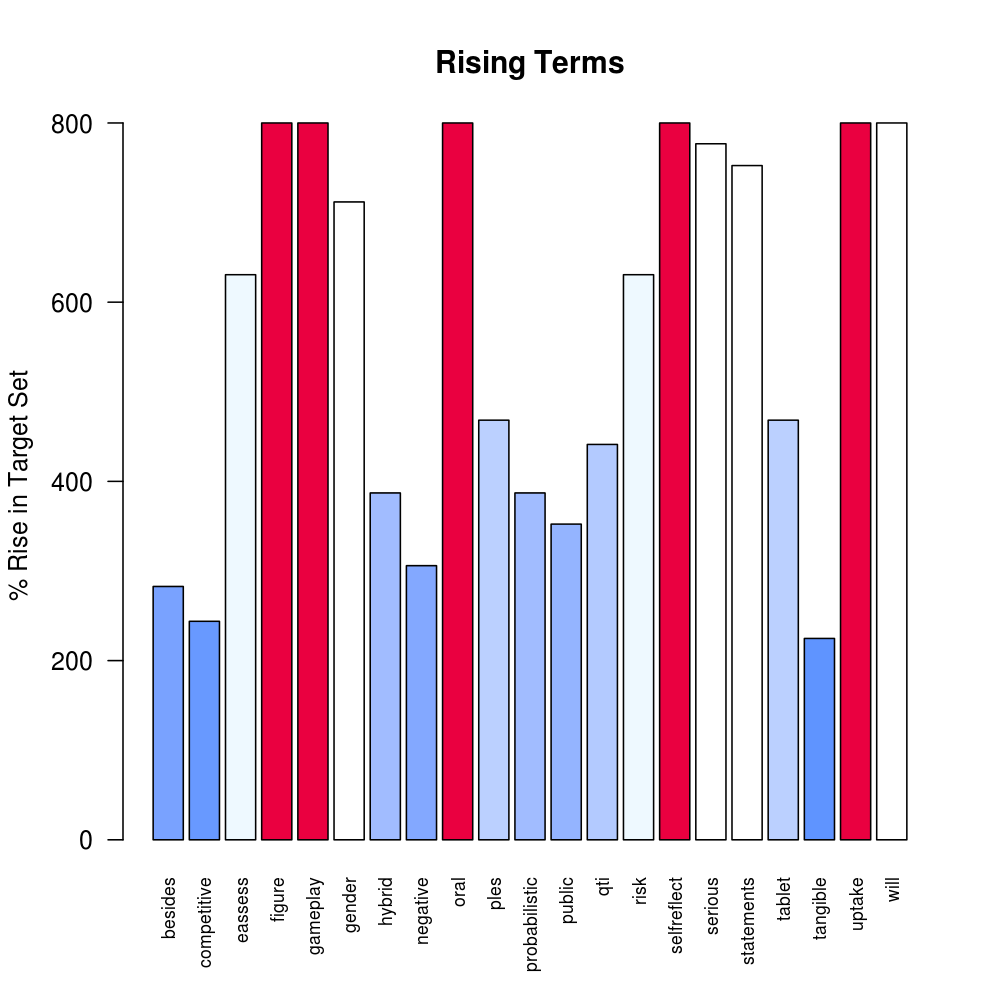 Rising Terms
% Rise in Target Set
800
600
400
200
0
besides
competitive
eassess
figure
gameplay
gender
hybrid
negative
oral
ples
probabilistic
public
qti
risk
selfreflect
serious
statements
tablet
tangible
uptake
will